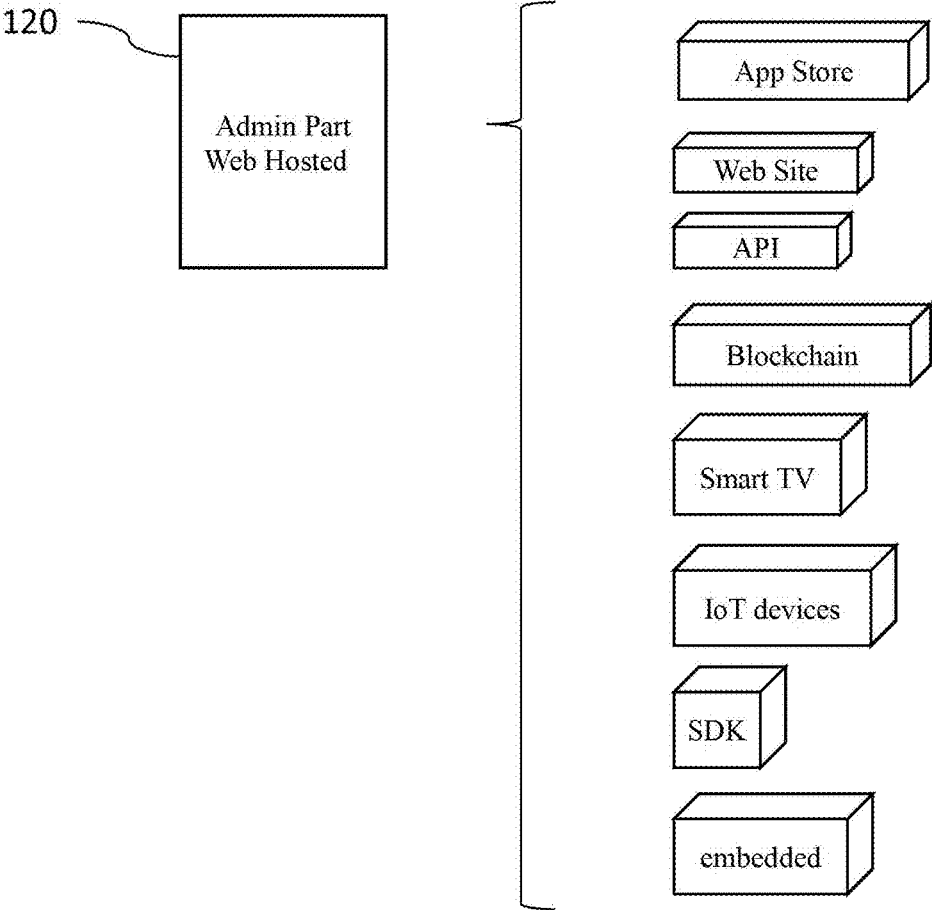 120
Admin Part
Web Hosted
App Store
Web Site
API
Blockchain
Smart TV
IoT devices
SDK
embedded